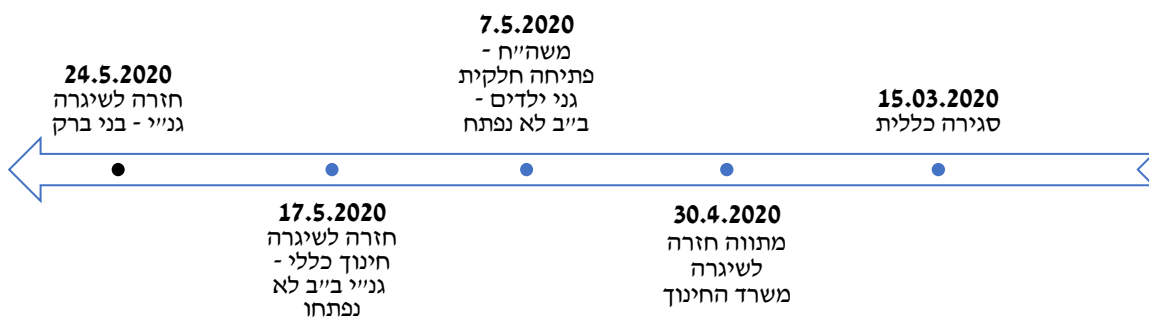 15.03.2020
סגירה כללית
30.4.2020
מתווה חזרה
לשיגרה
משרד החינוך
7.5.2020
משה״ח -
פתיחה חלקית
גני ילדים -
ב״ב לא נפתח
17.5.2020
חזרה לשיגרה
חינוך כללי -
גנ״י ב״ב לא
נפתחו
24.5.2020
חזרה לשיגרה
גנ״י - בני ברק